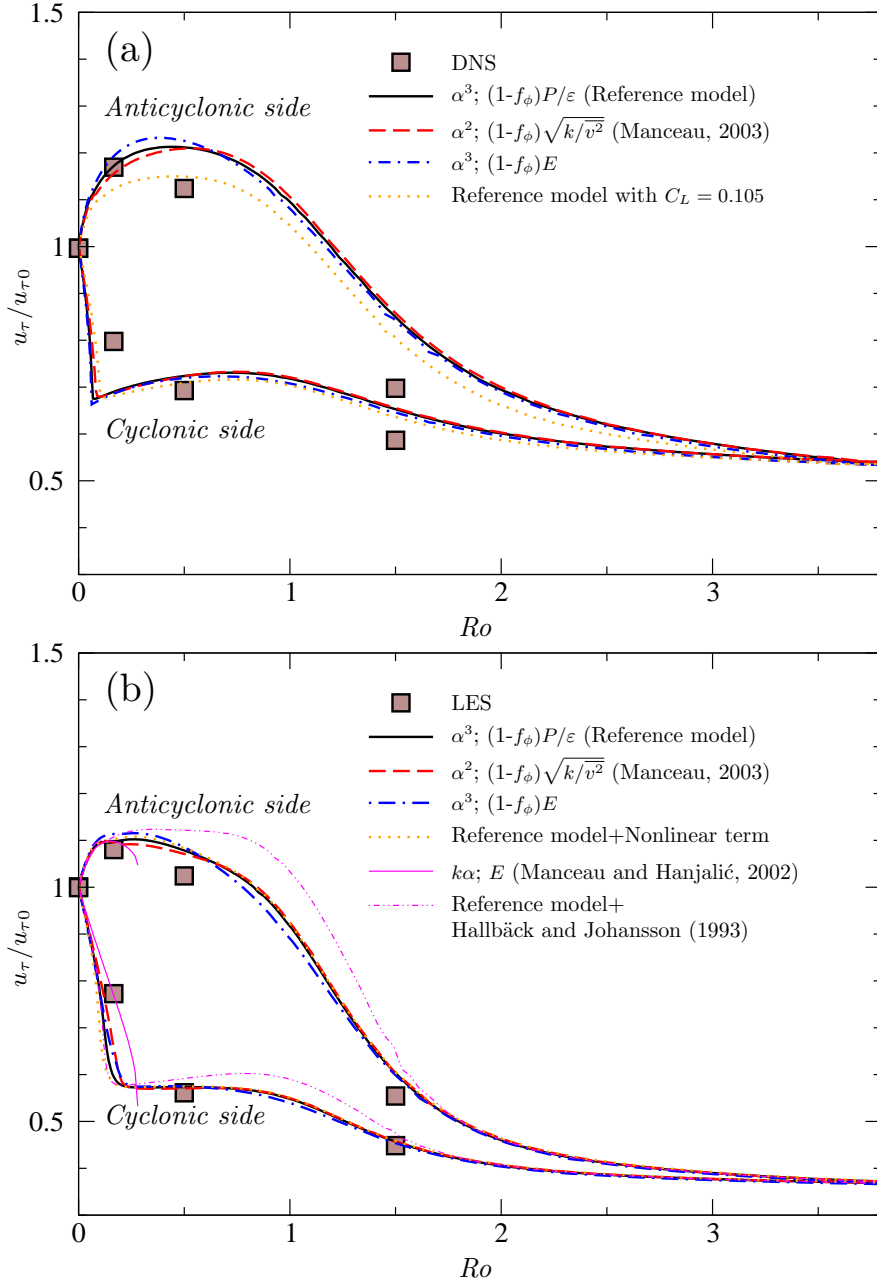 1.5
(a)
DNS
α³; (1-f_ϕ)P/ε (Reference model)
Anticyclonic side
α²; (1-f_ϕ)√(k/v̅²) (Manceau, 2003)
α³; (1-f_ϕ)E
Reference model with C_L = 0.105
1
u_τ/u_τ0
Cyclonic side
0.5
0 1 2 3
Ro
1.5
(b)
LES
α³; (1-f_ϕ)P/ε (Reference model)
α²; (1-f_ϕ)√(k/v̅²) (Manceau, 2003)
Anticyclonic side
α³; (1-f_ϕ)E
Reference model+Nonlinear term
kα; E (Manceau and Hanjalić, 2002)
1
Reference model+
Hallbäck and Johansson (1993)
u_τ/u_τ0
Cyclonic side
0.5
0 1 2 3
Ro